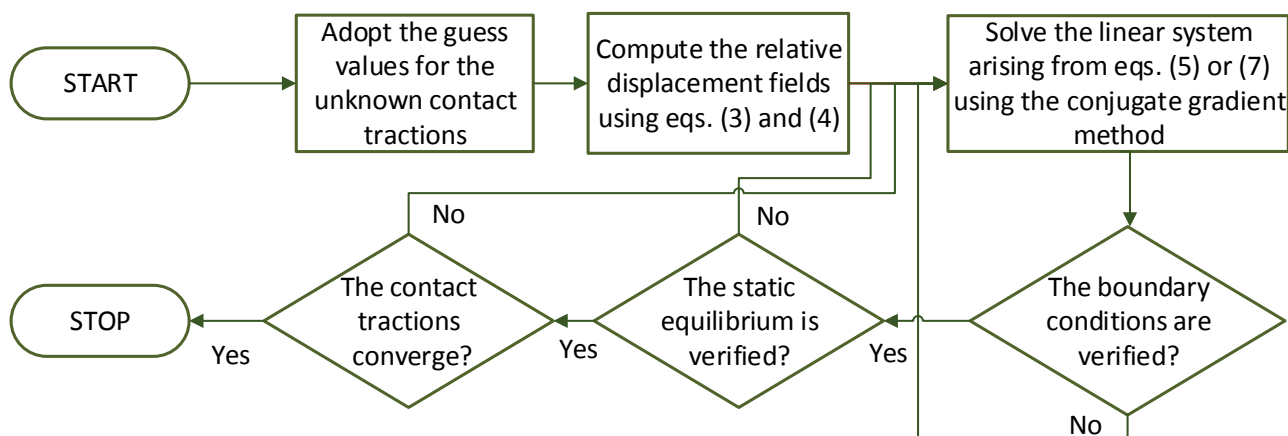 START
Adopt the guess
values for the
unknown contact
tractions
Compute the relative
displacement fields
using eqs. (3) and (4)
Solve the linear system
arising from eqs. (5) or (7)
using the conjugate gradient
method
No
No
STOP
Yes
The contact
tractions
converge?
Yes
The static
equilibrium is
verified?
Yes
The boundary
conditions are
verified?
No